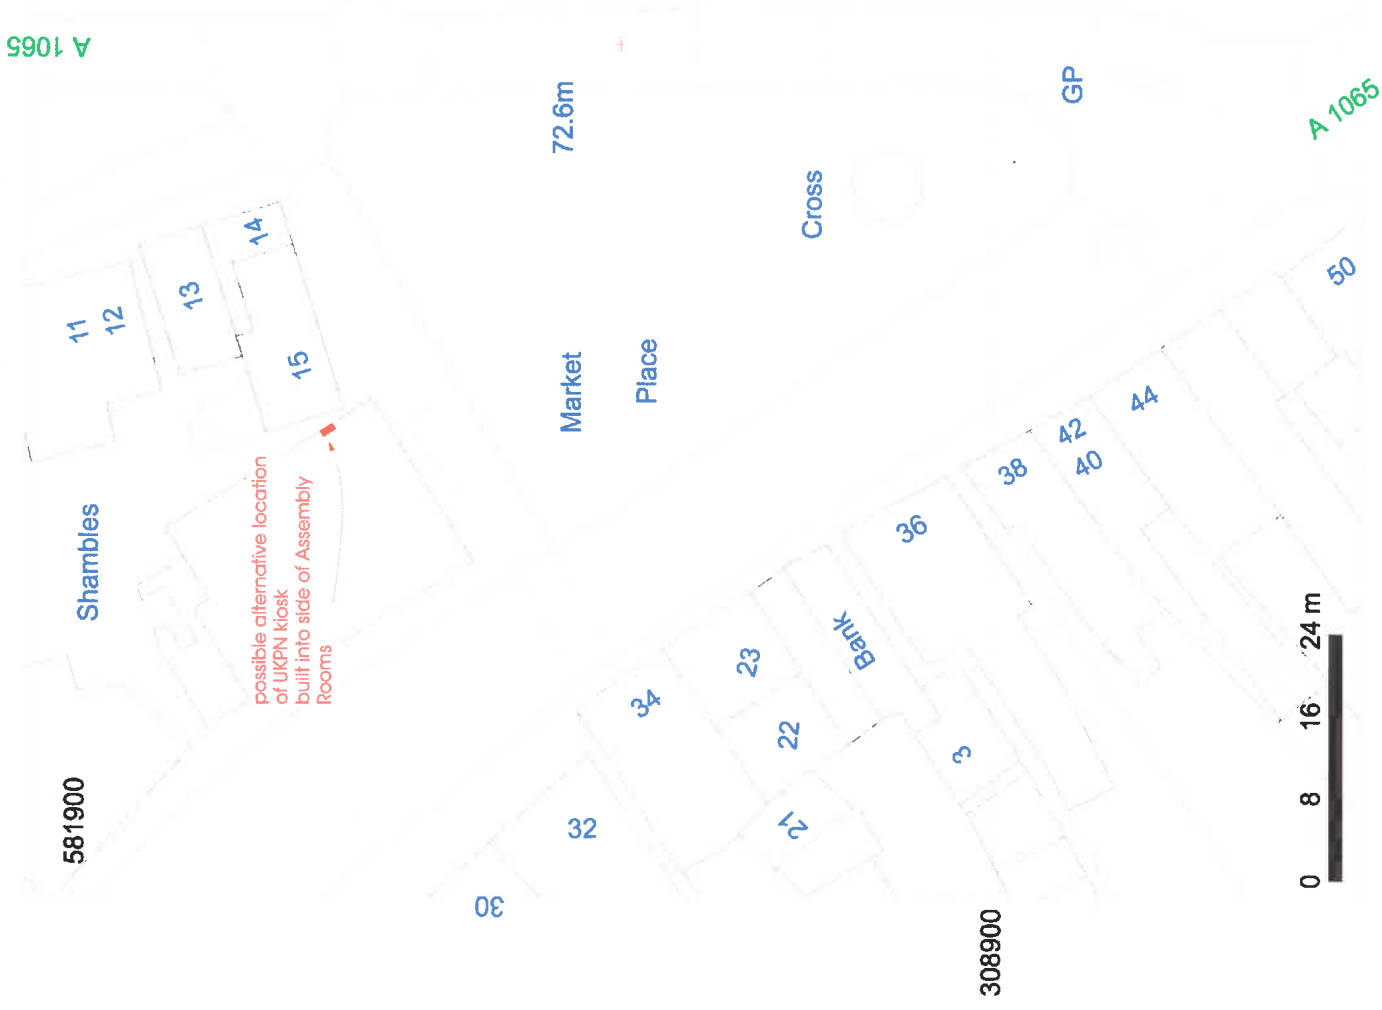 A 1065
72.6m
GP
A 1065
Cross
14
13
11
12
15
50
Market
Place
44
42
40
38
36
possible alternative location
of UKPN kiosk
built into side of Assembly
Rooms
Shambles
Bank
23
34
22
3
21
32
30
581900
308900
0 8 16 24 m